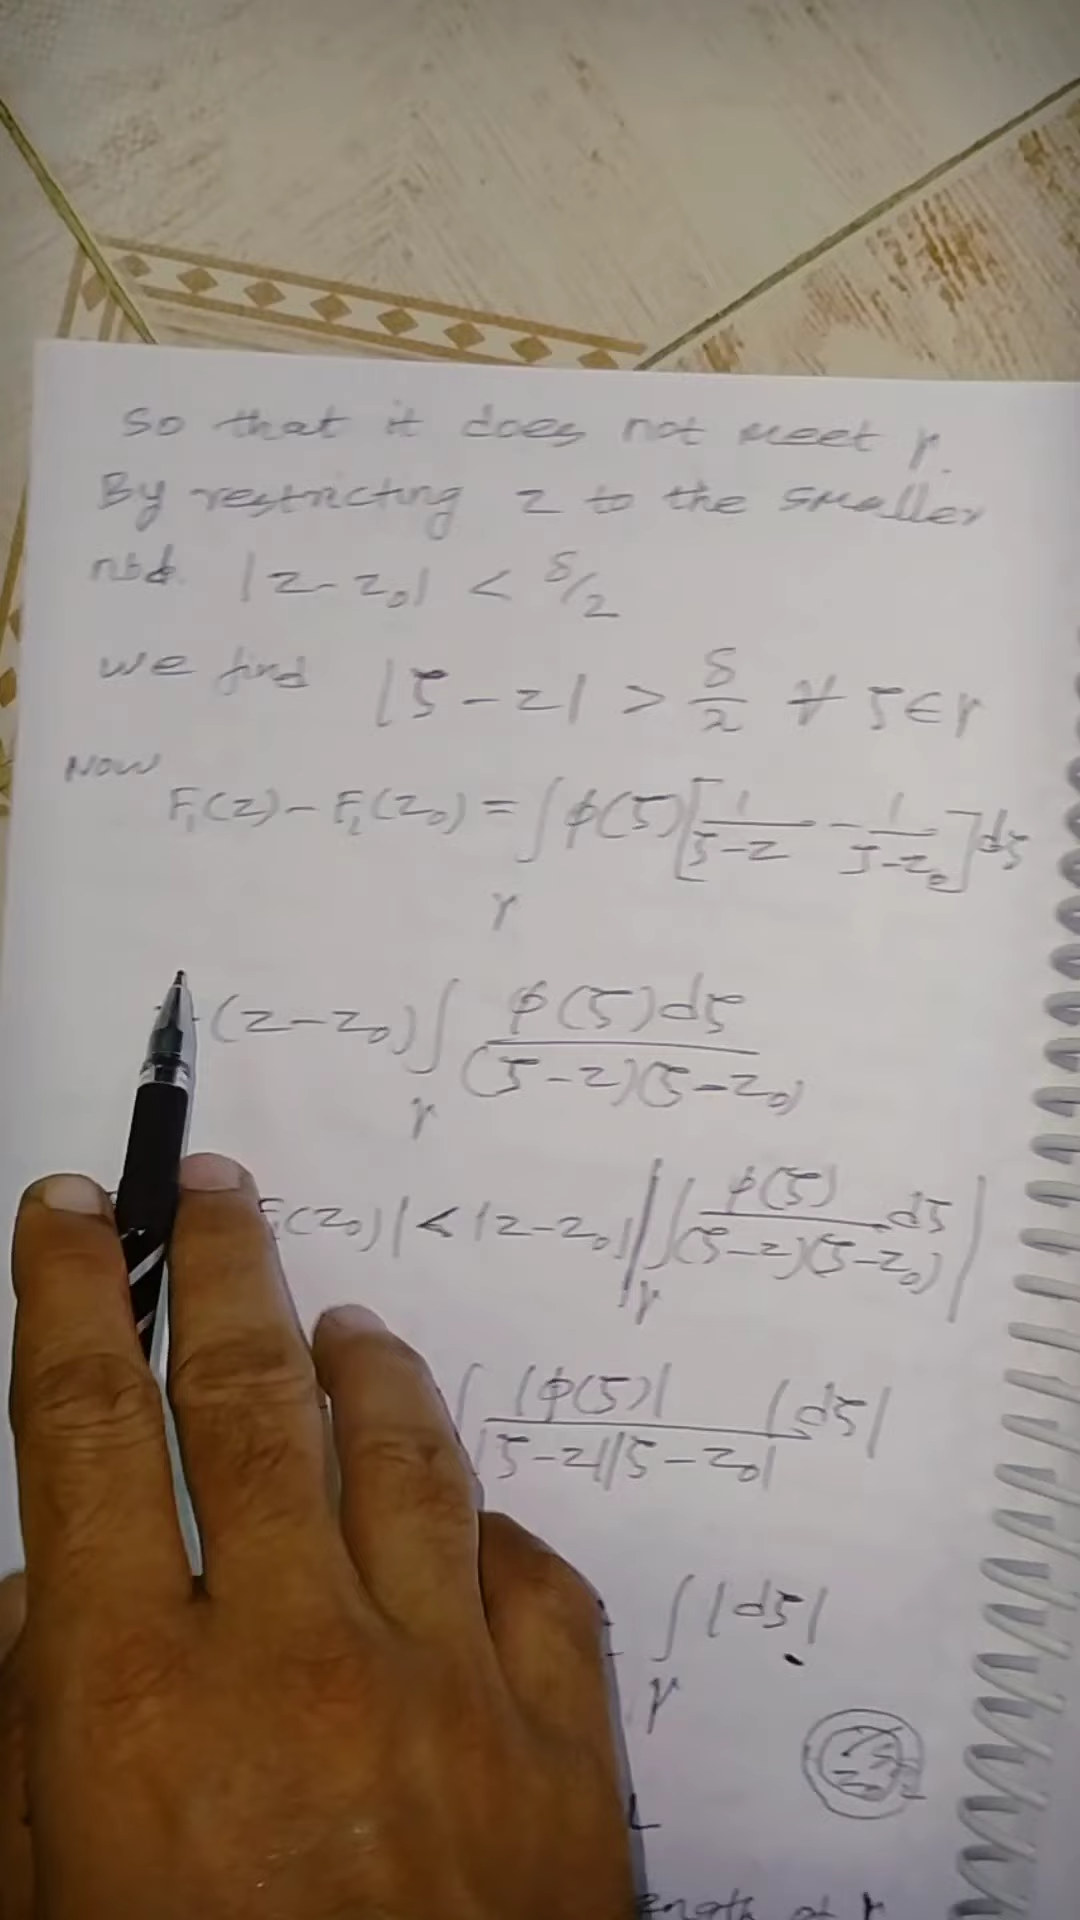 so that it does not meet γ.
By restricting z to the smaller
nbd. |z-z₀| < δ/2
we find |ζ-z| > δ/2 ∀ ζ∈γ
Now
F₁(z)-F₁(z₀) = ∫γ φ(ζ)[1/(ζ-z) - 1/(ζ-z₀)]dζ
(z-z₀)∫γ φ(ζ)dζ/((ζ-z)(ζ-z₀))
(z₀)| < |z-z₀| |∫γ φ(ζ)/((ζ-z)(ζ-z₀)) dζ|
∫ |φ(ζ)|/(|ζ-z||ζ-z₀|) |dζ|
∫γ |dζ|
L